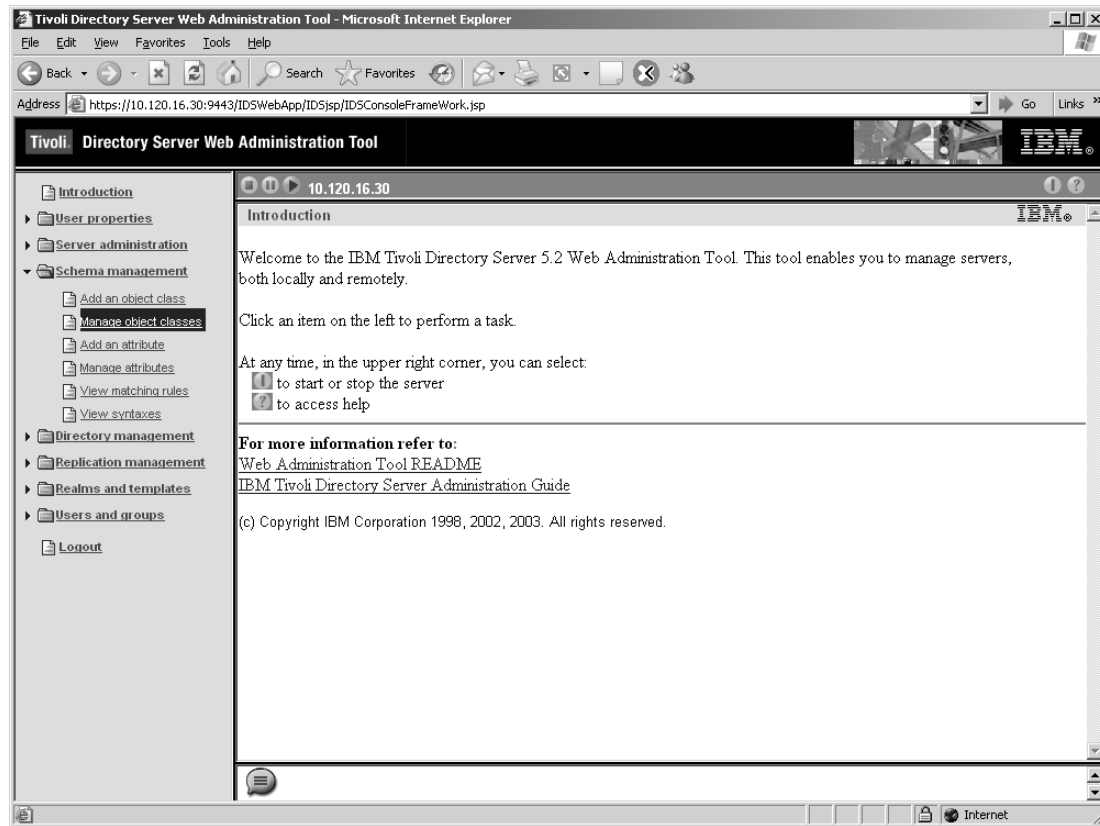 Tivoli Directory Server Web Administration Tool - Microsoft Internet Explorer
File Edit View Favorites Tools Help
Back Search Favorites
Address https://10.120.16.30:9443/IDSWebApp/IDSjsp/IDSConsoleFrameWork.jsp Go Links »
Tivoli. Directory Server Web Administration Tool IBM®
10.120.16.30
Introduction
User properties
Server administration
Schema management
Add an object class
Manage object classes
Add an attribute
Manage attributes
View matching rules
View syntaxes
Directory management
Replication management
Realms and templates
Users and groups
Logout
Introduction IBM®
Welcome to the IBM Tivoli Directory Server 5.2 Web Administration Tool. This tool enables you to manage servers,
both locally and remotely.
Click an item on the left to perform a task.
At any time, in the upper right corner, you can select:
to start or stop the server
? to access help
For more information refer to:
Web Administration Tool README
IBM Tivoli Directory Server Administration Guide
(c) Copyright IBM Corporation 1998, 2002, 2003. All rights reserved.
Internet